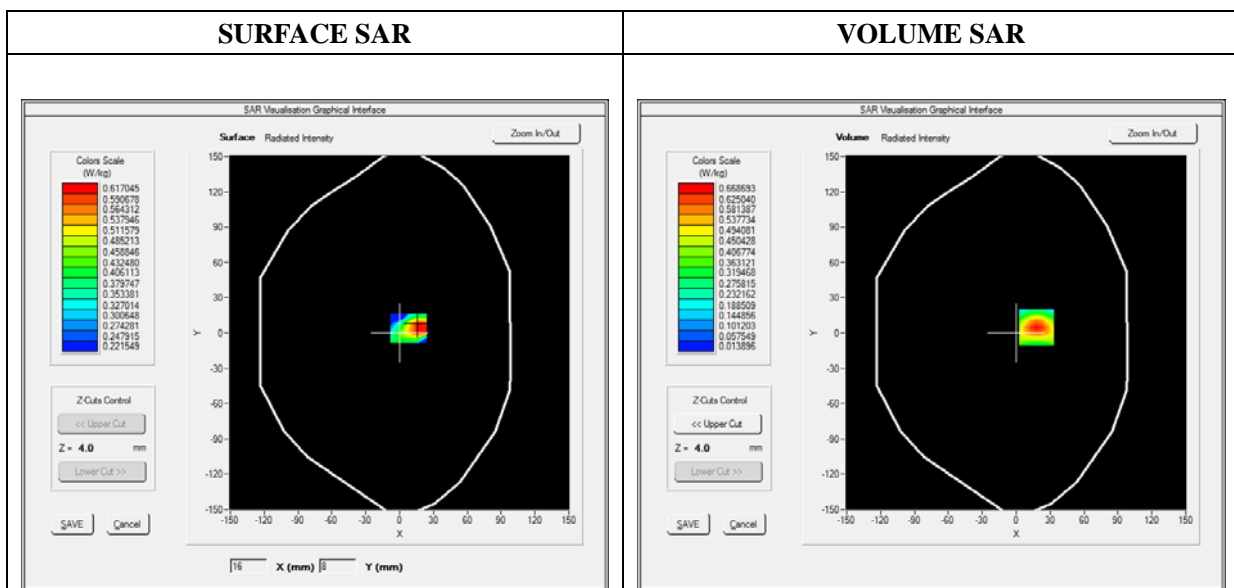 SURFACE SAR
VOLUME SAR
SAR Visualisation Graphical Interface
Surface Radiated Intensity
Zoom In/Out
Colors Scale
(W/kg)
0.617045
0.590678
0.564312
0.537946
0.511579
0.485213
0.458846
0.432480
0.406113
0.379747
0.353381
0.327014
0.300648
0.274281
0.247915
0.221549
Z-Cuts Control
<< Upper Cut
Z = 4.0 mm
Lower Cut >>
SAVE Cancel
150
120
90
60
30
0
-30
-60
-90
-120
-150
Y
-150 -120 -90 -60 -30 0 30 60 90 120 150
X
16 X (mm) 8 Y (mm)
SAR Visualisation Graphical Interface
Volume Radiated Intensity
Zoom In/Out
Colors Scale
(W/kg)
0.668693
0.625040
0.581387
0.537734
0.494081
0.450428
0.406774
0.363121
0.319468
0.275815
0.232162
0.188509
0.144856
0.101203
0.057549
0.013896
Z-Cuts Control
<< Upper Cut
Z = 4.0 mm
Lower Cut >>
SAVE Cancel
150
120
90
60
30
0
-30
-60
-90
-120
-150
Y
-150 -120 -90 -60 -30 0 30 60 90 120 150
X